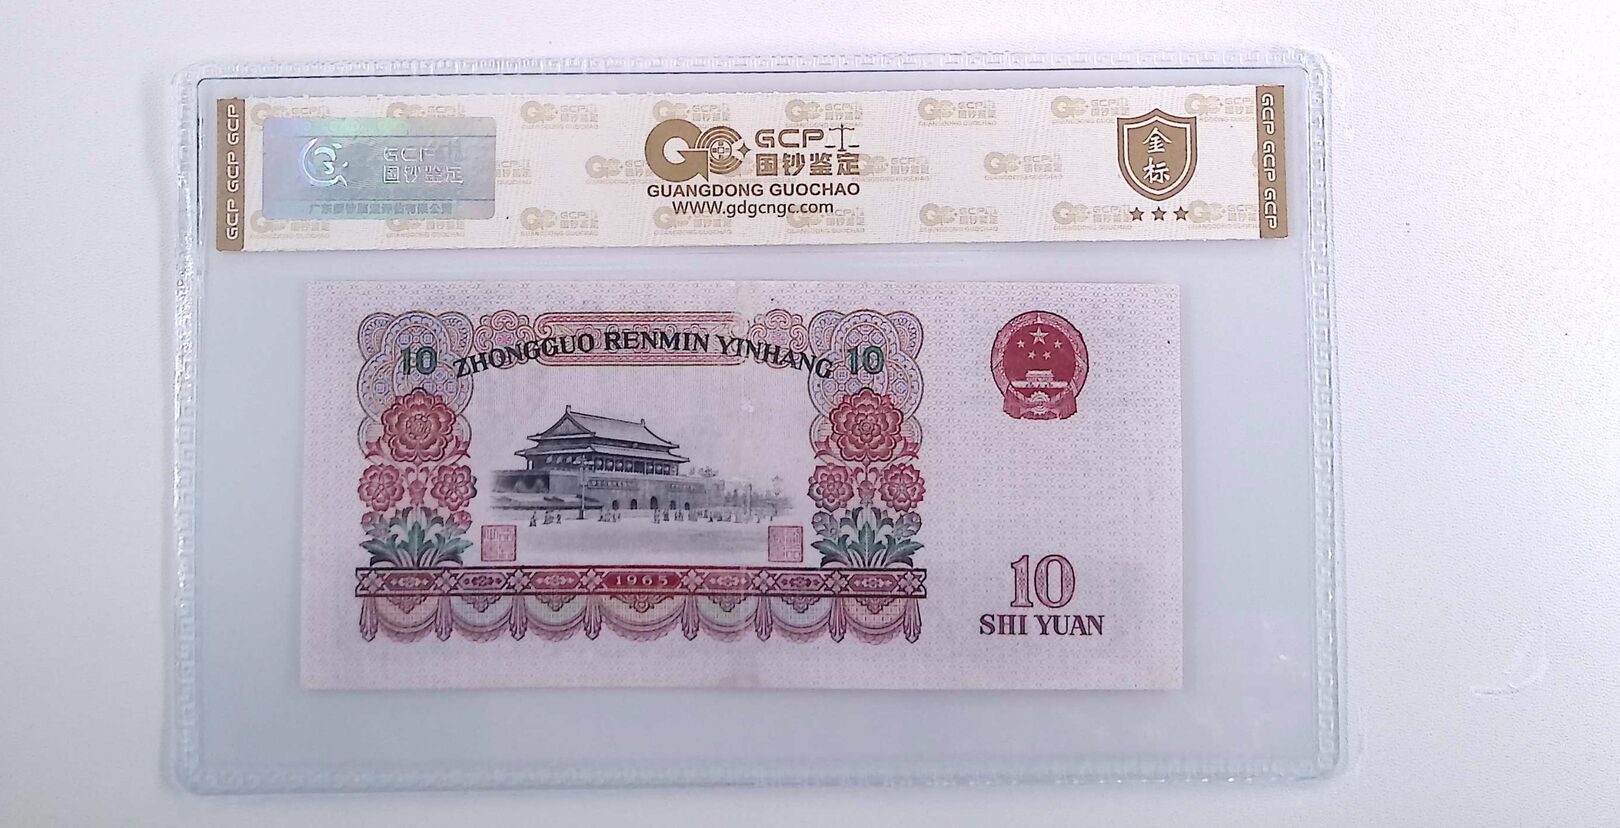 GCP GCP GCP
GCP
国钞鉴定
GCP
国钞鉴定
GUANGDONG GUOCHAO
WWW.gdgcngc.com
金标
GCP GCP GCP
10 ZHONGGUO RENMIN YINHANG 10
1965
10
SHI YUAN